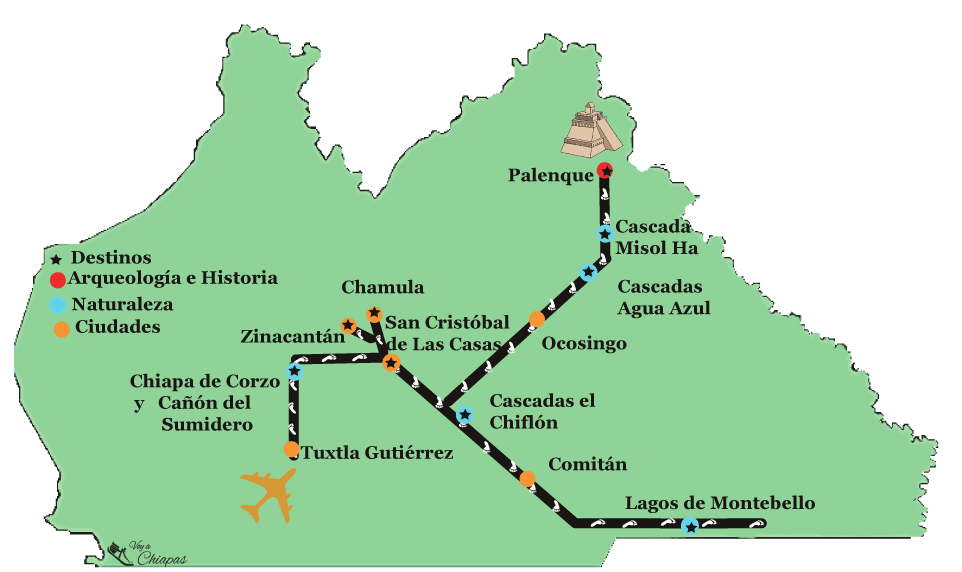 Palenque
Cascada
Misol Ha
Destinos
Arqueología e Historia
Naturaleza
Ciudades
Cascadas
Agua Azul
Chamula
San Cristóbal
de Las Casas
Zinacantán
Ocosingo
Chiapa de Corzo
y Cañón del
Sumidero
Cascadas el
Chiflón
Tuxtla Gutiérrez
Comitán
Lagos de Montebello
Voy a
Chiapas